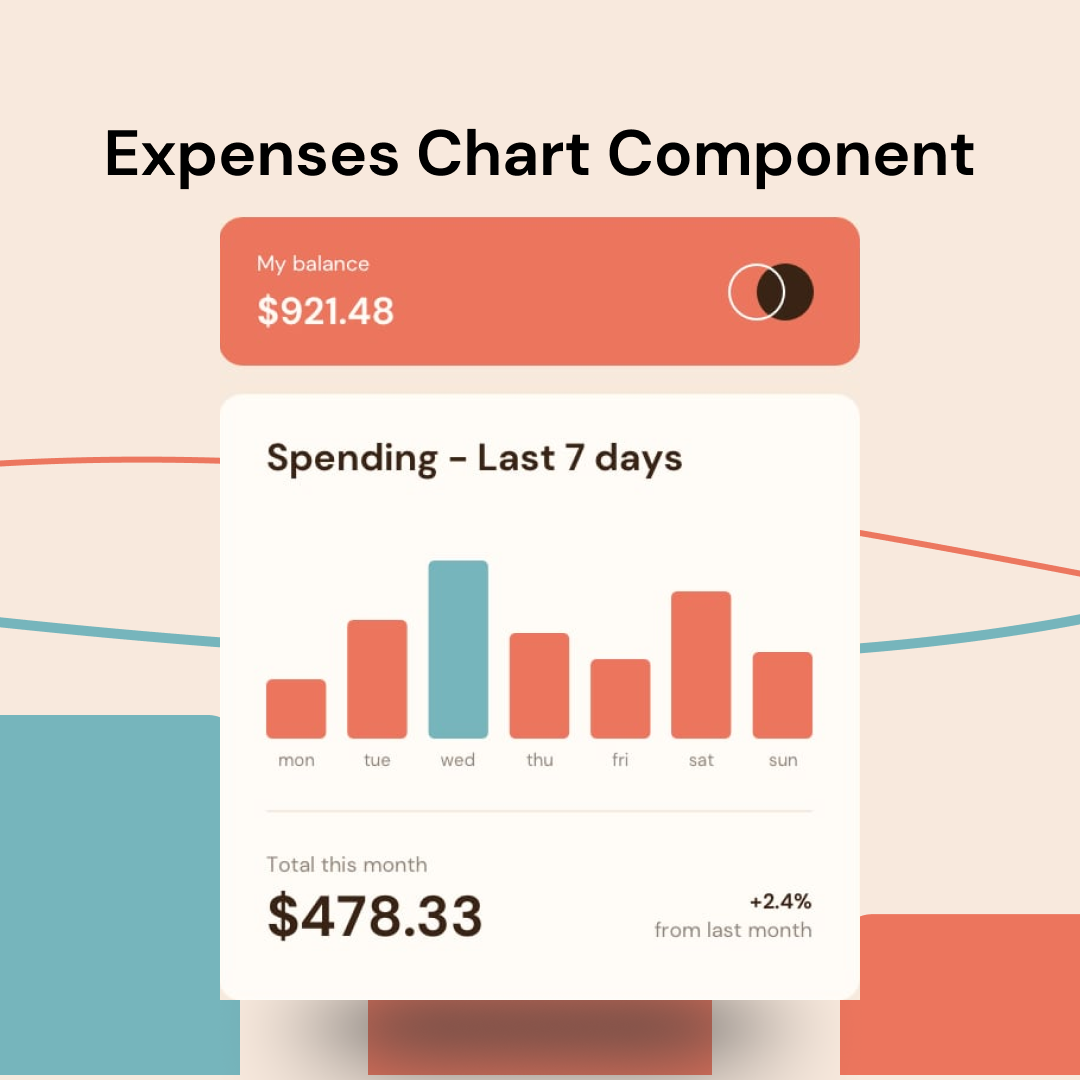 Expenses Chart Component
My balance
$921.48
Spending – Last 7 days
mon tue wed thu fri sat sun
Total this month
$478.33
+2.4%
from last month